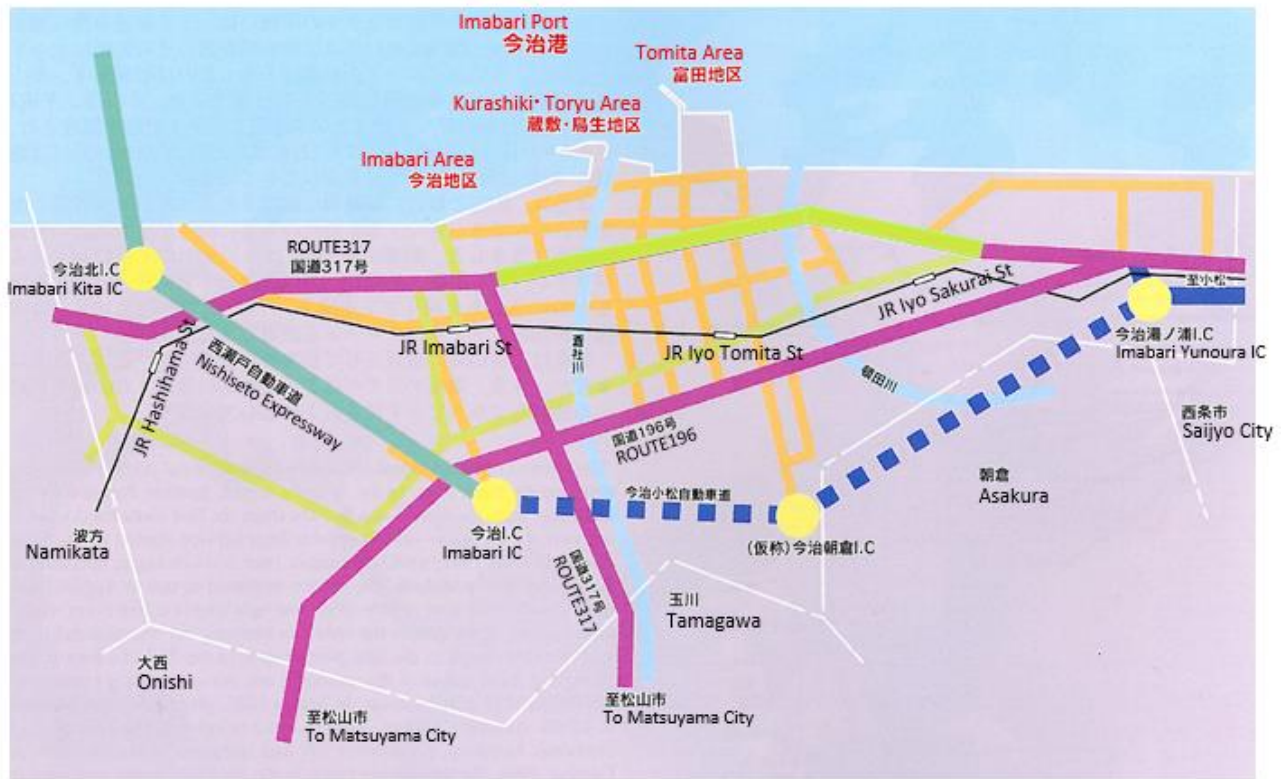 Imabari Port
今治港
Tomita Area
富田地区
Kurashiki・Toryu Area
蔵敷・鳥生地区
Imabari Area
今治地区
ROUTE317
国道317号
今治北I.C
Imabari Kita IC
JR Hashihama St
西瀬戸自動車道
Nishiseto Expressway
JR Imabari St
蒼社川
JR Iyo Tomita St
JR Iyo Sakurai St
至小松
今治湯ノ浦I.C
Imabari Yunoura IC
頓田川
国道196号
ROUTE196
西条市
Saijyo City
朝倉
Asakura
今治小松自動車道
今治I.C
Imabari IC
(仮称)今治朝倉I.C
波方
Namikata
国道317号
ROUTE317
玉川
Tamagawa
大西
Onishi
至松山市
To Matsuyama City
至松山市
To Matsuyama City